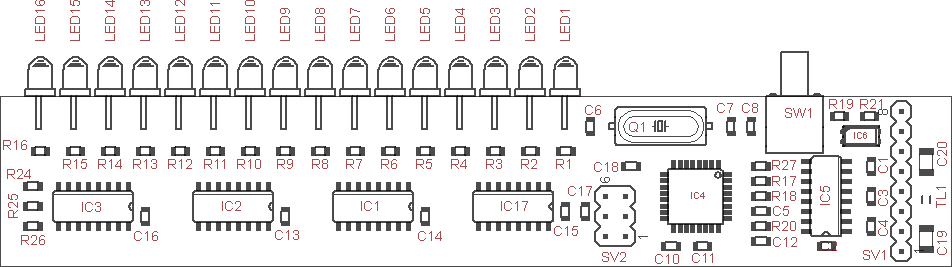 LED16 LED15 LED14 LED13 LED12 LED11 LED10 LED9 LED8 LED7 LED6 LED5 LED4 LED3 LED2 LED1
C6 Q1 C7 C8 SW1 R19 R21 8
IC6
R16 R15 R14 R13 R12 R11 R10 R9 R8 R7 R6 R5 R4 R3 R2 R1
C18 R27 C1 C20
R24 6 R17
R25 IC3 IC2 IC1 IC17 C17 IC4 R18 IC5 C3 TL1
C5
R26 C16 C13 C14 C15 1 R20 C4 C19
C12
SV2 C10 C11 SV1 1